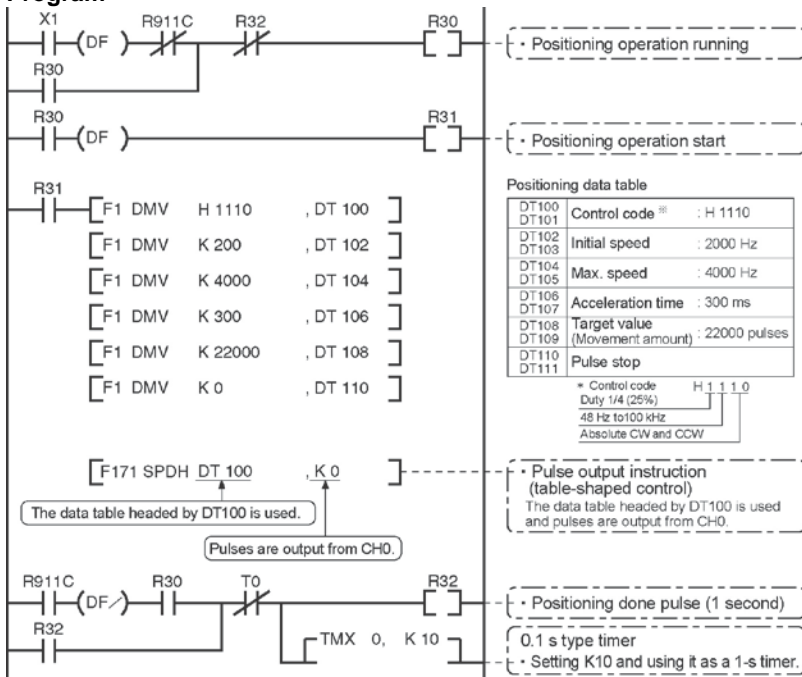 Program
X1 R911C R32 R30
(DF ) · Positioning operation running
R30
R30 R31
(DF ) · Positioning operation start
R31 Positioning data table
F1 DMV H 1110 , DT 100
F1 DMV K 200 , DT 102
F1 DMV K 4000 , DT 104
F1 DMV K 300 , DT 106
F1 DMV K 22000 , DT 108
F1 DMV K 0 , DT 110
DT100
DT101 Control code ※ : H 1110
DT102
DT103 Initial speed : 2000 Hz
DT104
DT105 Max. speed : 4000 Hz
DT106
DT107 Acceleration time : 300 ms
DT108
DT109 Target value
(Movement amount) : 22000 pulses
DT110
DT111 Pulse stop
* Control code H 1 1 1 0
Duty 1/4 (25%)
48 Hz to100 kHz
Absolute CW and CCW
F171 SPDH DT 100 , K 0
· Pulse output instruction
(table-shaped control)
The data table headed by DT100 is used
and pulses are output from CH0.
The data table headed by DT100 is used.
Pulses are output from CH0.
R911C R30 T0 R32
(DF/) · Positioning done pulse (1 second)
R32
TMX 0, K 10
0.1 s type timer
· Setting K10 and using it as a 1-s timer.